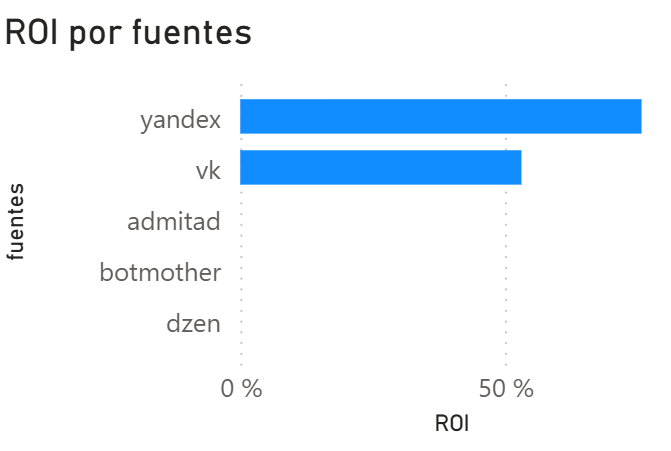 ROI por fuentes
fuentes
yandex
vk
admitad
botmother
dzen
0 % 50 %
ROI